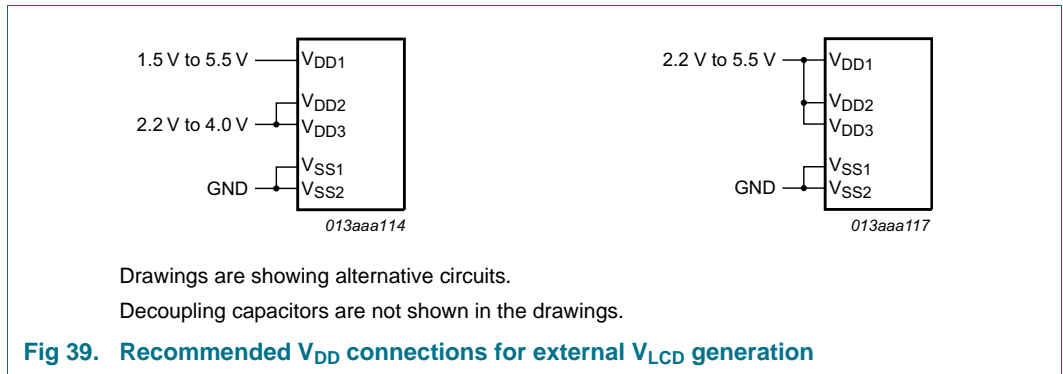 1.5 V to 5.5 V
VDD1
VDD2
2.2 V to 4.0 V
VDD3
VSS1
GND
VSS2
013aaa114
2.2 V to 5.5 V
VDD1
VDD2
VDD3
VSS1
GND
VSS2
013aaa117
Drawings are showing alternative circuits.
Decoupling capacitors are not shown in the drawings.
Fig 39. Recommended VDD connections for external VLCD generation